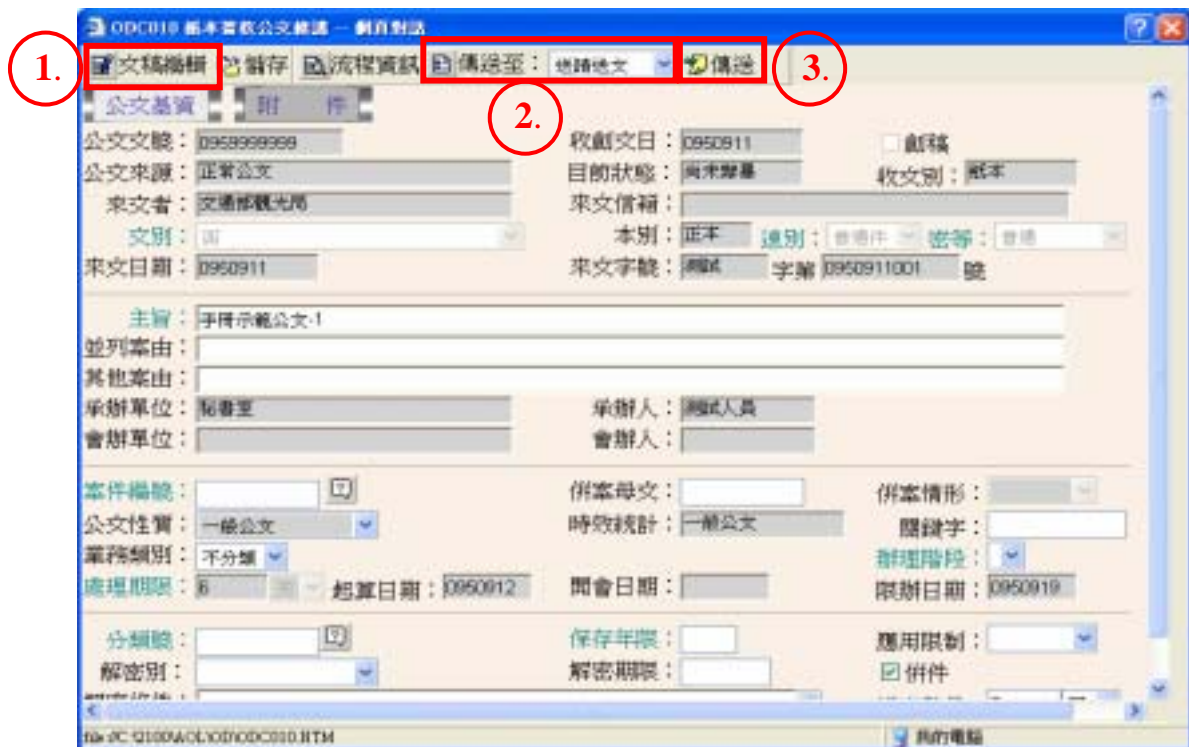 ODC010 紙本簽收公文維護 -- 網頁對話
1.
文稿編輯 儲存 流程資訊 傳送至： 傳送
2.
3.
公文基資 附 件
公文文號： 0959999999 收創文日： 0950911 創稿
公文來源： 正常公文 目前狀態： 尚未辦畢 收文別： 紙本
來文者： 交通部觀光局 來文信箱：
文別： 函 本別： 正本 速別： 普通件 密等： 普通
來文日期： 0950911 來文字號： 測試 字第 0950911001 號
主旨： 手冊示範公文-1
並列案由：
其他案由：
承辦單位： 秘書室 承辦人： 測試人員
會辦單位： 會辦人：
案件編號： 併案母文： 併案情形：
公文性質： 一般公文 時效統計： 一般公文 關鍵字：
業務類別： 不分類 辦理階段：
處理期限： 6 起算日期： 0950912 開會日期： 限辦日期： 0950919
分類號： 保存年限： 應用限制：
解密別： 解密期限： 併件
我的電腦